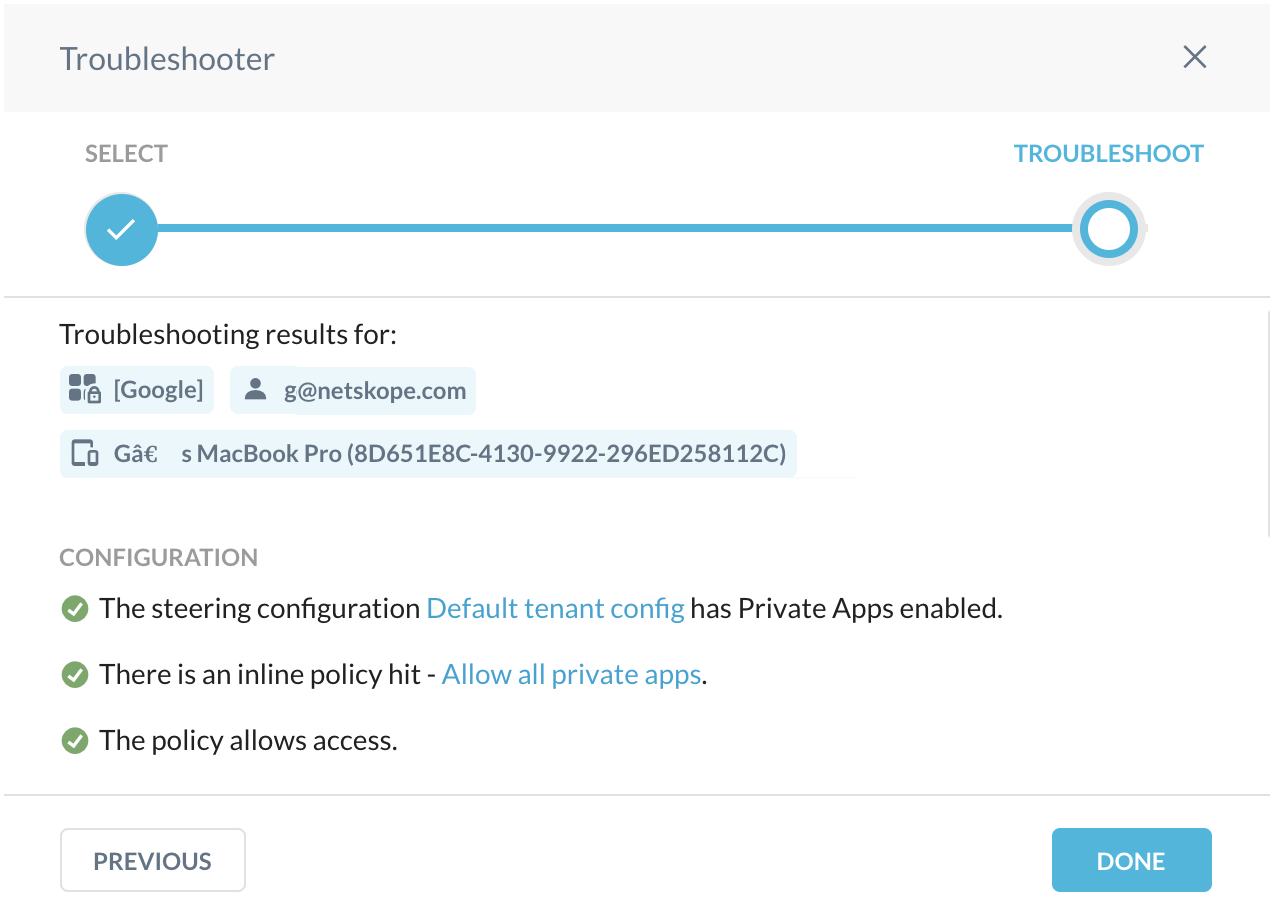 Troubleshooter
SELECT
TROUBLESHOOT
Troubleshooting results for:
[Google] g@netskope.com
Gâ€ s MacBook Pro (8D651E8C-4130-9922-296ED258112C)
CONFIGURATION
The steering configuration Default tenant config has Private Apps enabled.
There is an inline policy hit - Allow all private apps.
The policy allows access.
PREVIOUS
DONE